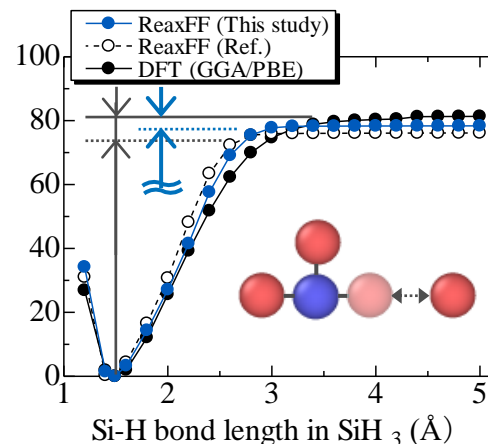 ReaxFF (This study)
ReaxFF (Ref.)
DFT (GGA/PBE)
100
80
60
40
20
0
1 2 3 4 5
Si-H bond length in SiH 3 (Å)